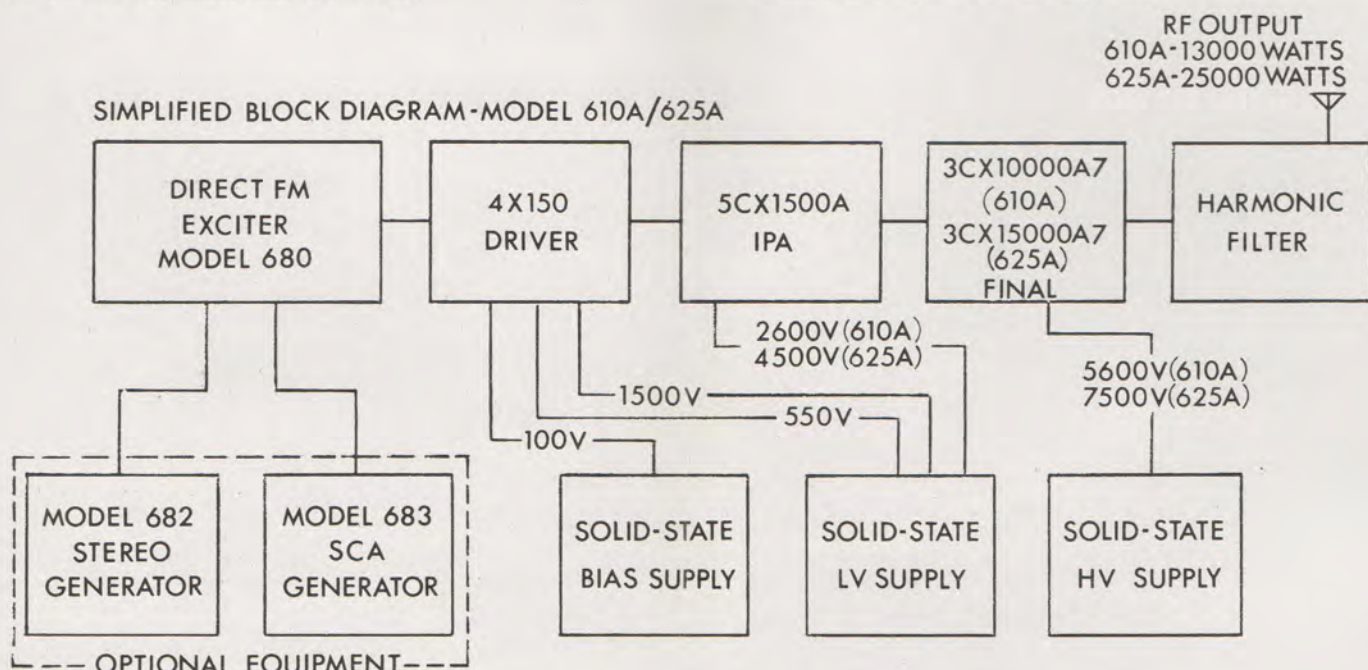 RF OUTPUT
610A-13000 WATTS
625A-25000 WATTS
SIMPLIFIED BLOCK DIAGRAM-MODEL 610A/625A
DIRECT FM
EXCITER
MODEL 680
4X150
DRIVER
5CX1500A
IPA
3CX10000A7
(610A)
3CX15000A7
(625A)
FINAL
HARMONIC
FILTER
2600V(610A)
4500V(625A)
5600V(610A)
7500V(625A)
1500V
550V
100V
MODEL 682
STEREO
GENERATOR
MODEL 683
SCA
GENERATOR
SOLID-STATE
BIAS SUPPLY
SOLID-STATE
LV SUPPLY
SOLID-STATE
HV SUPPLY
OPTIONAL EQUIPMENT